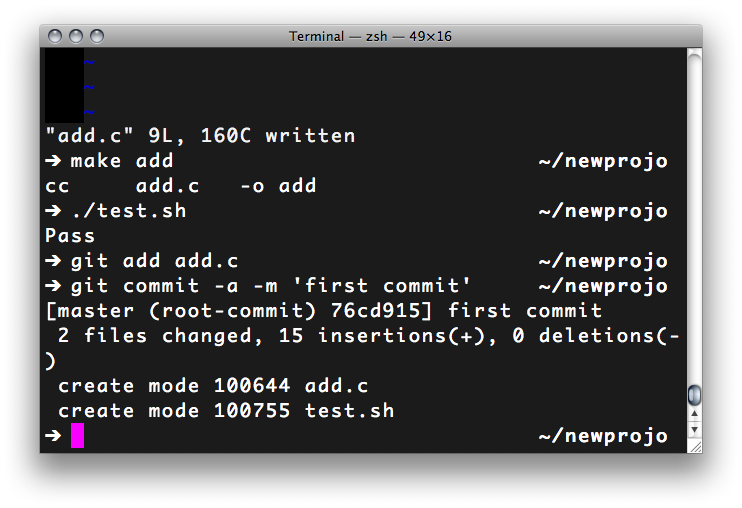 Terminal — zsh — 49×16
~
~
~
"add.c" 9L, 160C written
➔ make add ~/newprojo
cc add.c -o add
➔ ./test.sh ~/newprojo
Pass
➔ git add add.c ~/newprojo
➔ git commit -a -m 'first commit' ~/newprojo
[master (root-commit) 76cd915] first commit
2 files changed, 15 insertions(+), 0 deletions(-
)
create mode 100644 add.c
create mode 100755 test.sh
➔ ~/newprojo